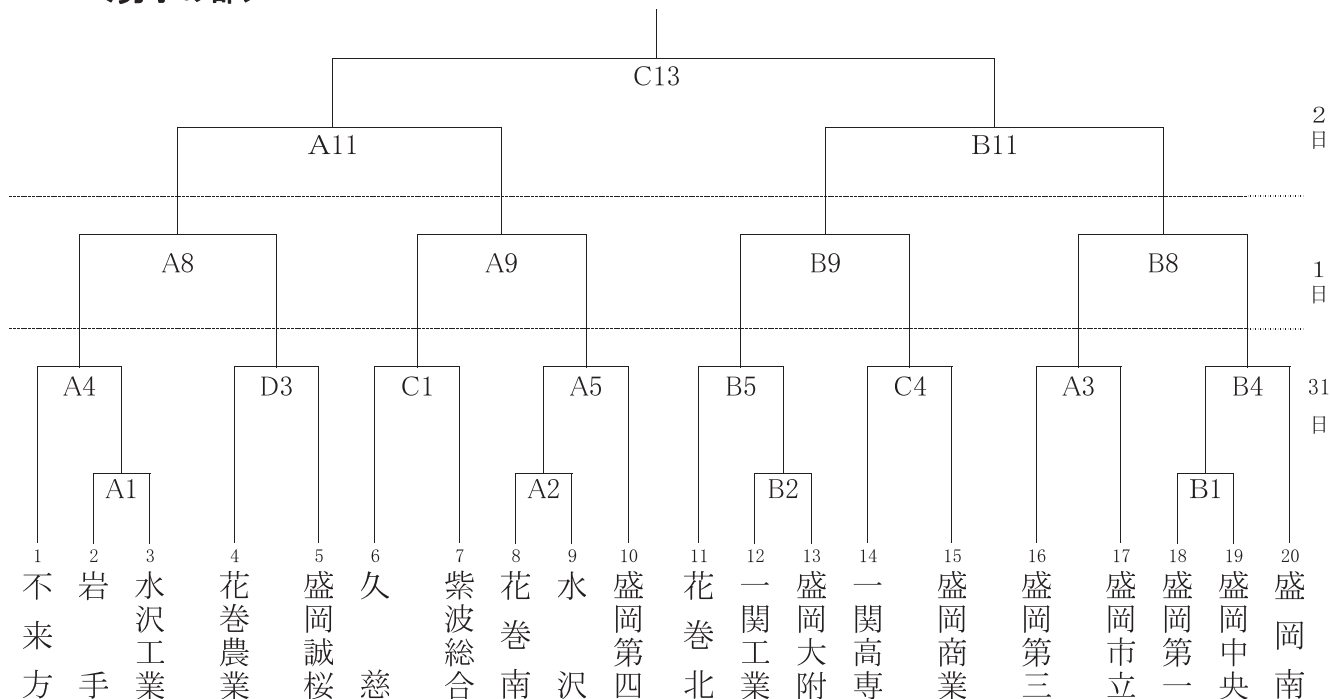 C13
2日
A11
B11
A8
A9
B9
B8
1日
A4
D3
C1
A5
B5
C4
A3
B4
31日
A1
A2
B2
B1
1 不来方
2 岩手
3 水沢工業
4 花巻農業
5 盛岡誠桜
6 久慈
7 紫波総合
8 花巻南
9 水沢
10 盛岡第四
11 花巻北
12 一関工業
13 盛岡大附
14 一関高専
15 盛岡商業
16 盛岡第三
17 盛岡市立
18 盛岡第一
19 盛岡中央
20 盛岡南